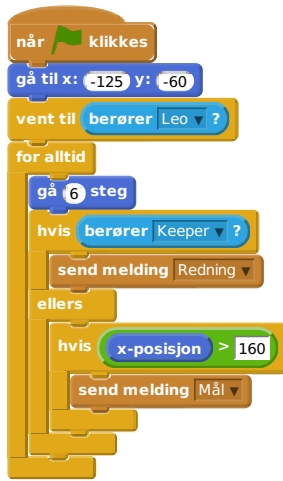 når klikkes
gå til x: -125 y: -60
vent til berører Leo ?
for alltid
gå 6 steg
hvis berører Keeper ?
send melding Redning
ellers
hvis x-posisjon > 160
send melding Mål